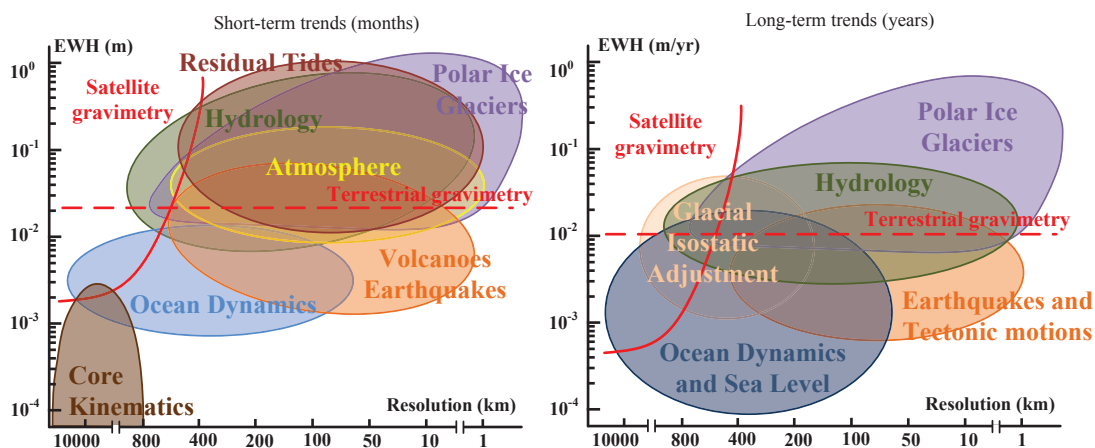 Short-term trends (months)
EWH (m)
10⁰
10⁻¹
10⁻²
10⁻³
10⁻⁴
Residual Tides
Satellite
gravimetry
Polar Ice
Glaciers
Hydrology
Atmosphere
Terrestrial gravimetry
Volcanoes
Earthquakes
Ocean Dynamics
Core
Kinematics
Resolution (km)
10000 800 400 200 100 50 10 1
Long-term trends (years)
EWH (m/yr)
10⁰
10⁻¹
10⁻²
10⁻³
10⁻⁴
Satellite
gravimetry
Polar Ice
Glaciers
Hydrology
Terrestrial gravimetry
Glacial
Isostatic
Adjustment
Earthquakes and
Tectonic motions
Ocean Dynamics
and Sea Level
Resolution (km)
10000 800 400 200 100 50 10 1